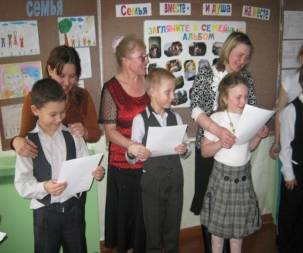 семья
Семья
вместе
и душа
на месте
ЗАГЛЯНИТЕ В СЕМЕЙНЫЙ
АЛЬБОМ